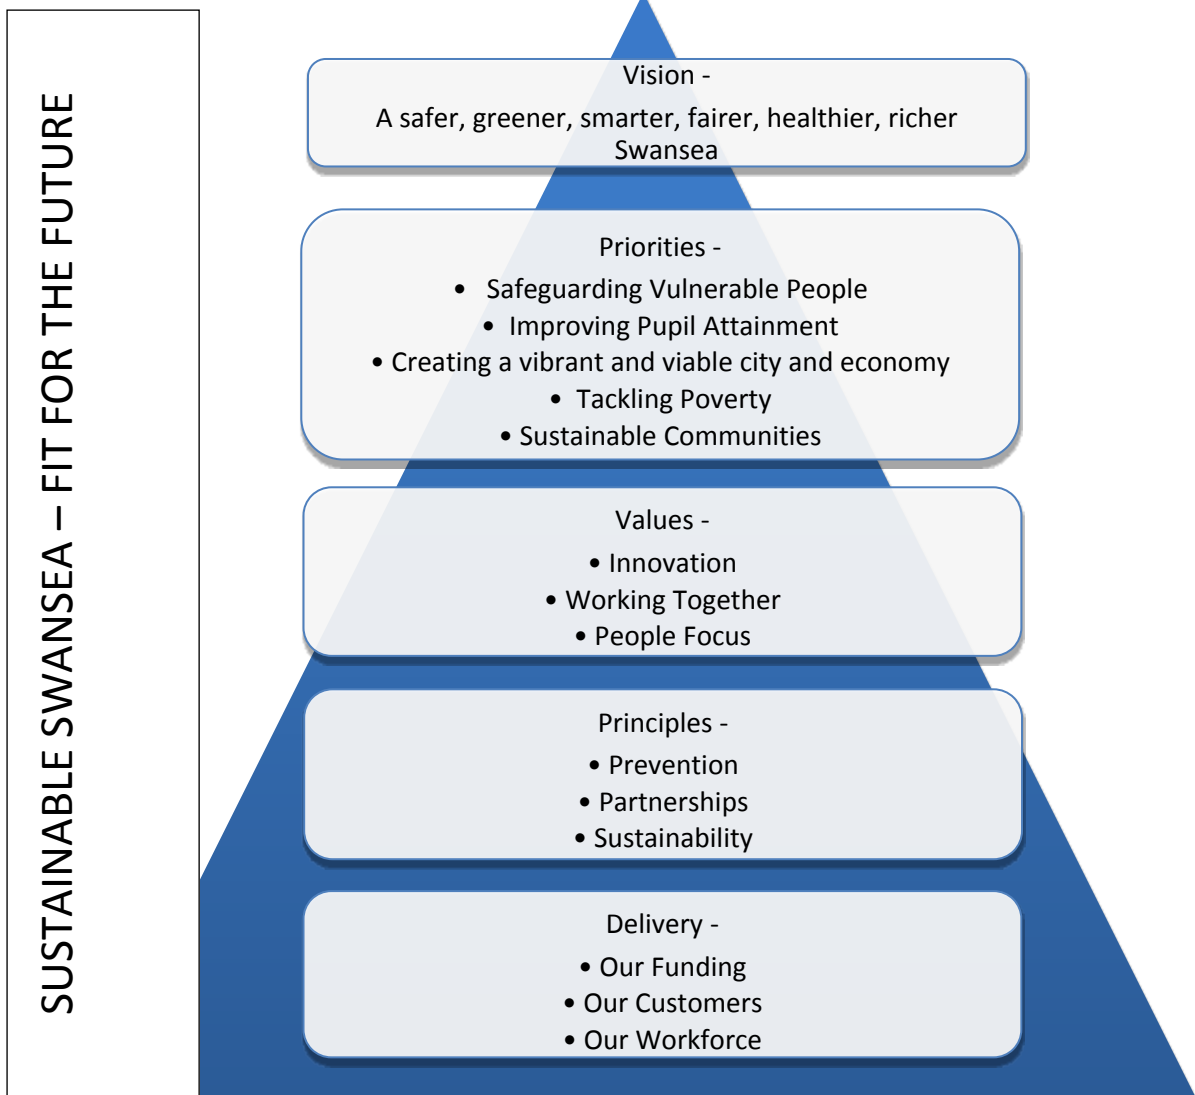 SUSTAINABLE SWANSEA – FIT FOR THE FUTURE
Vision -
A safer, greener, smarter, fairer, healthier, richer
Swansea
Priorities -
• Safeguarding Vulnerable People
• Improving Pupil Attainment
• Creating a vibrant and viable city and economy
• Tackling Poverty
• Sustainable Communities
Values -
• Innovation
• Working Together
• People Focus
Principles -
• Prevention
• Partnerships
• Sustainability
Delivery -
• Our Funding
• Our Customers
• Our Workforce